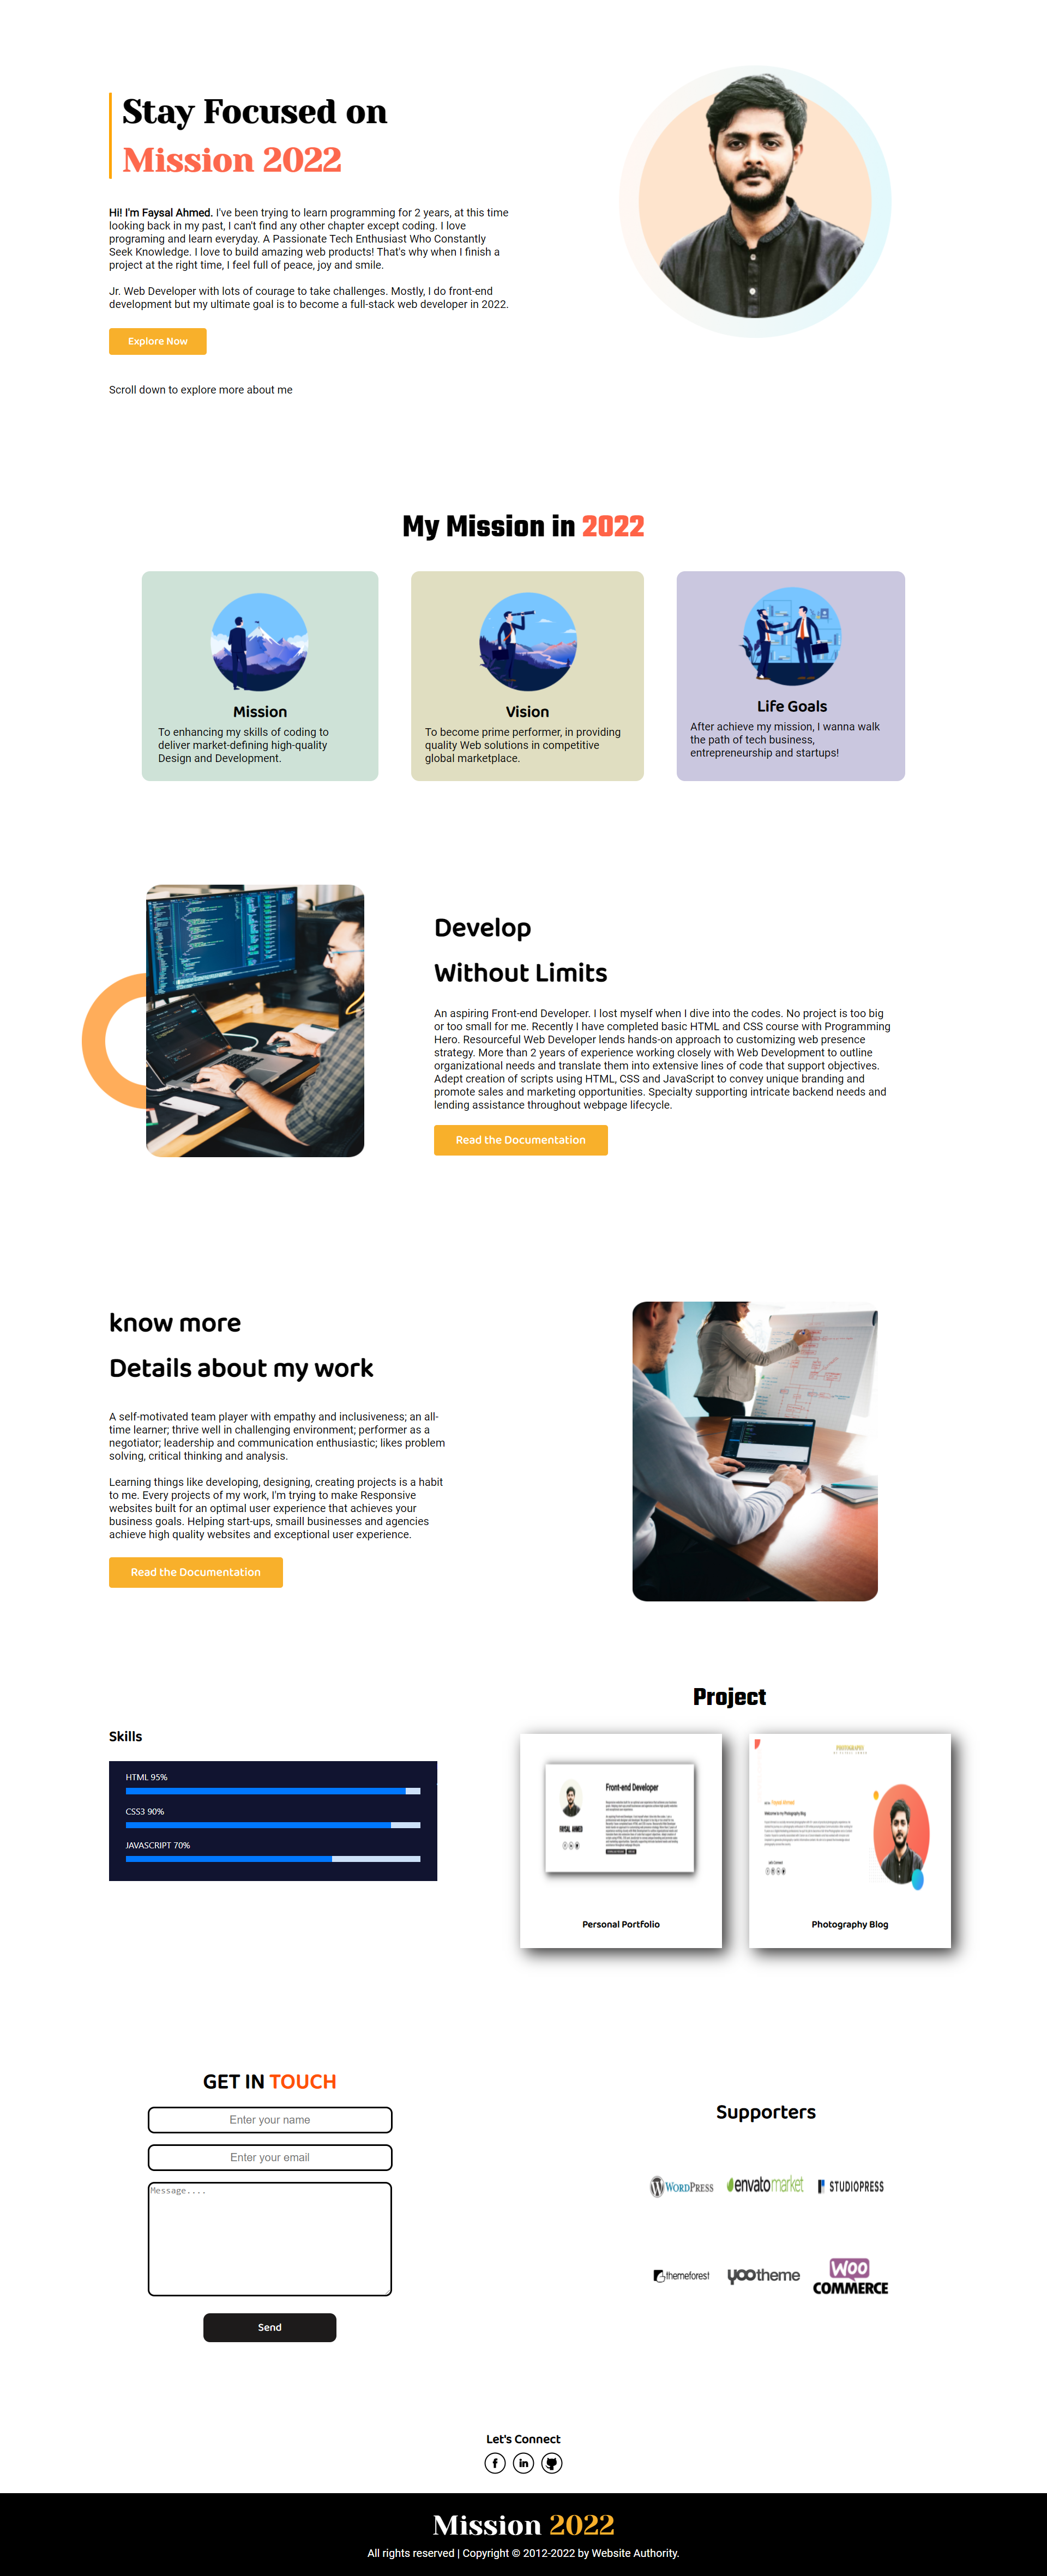 Stay Focused on
Mission 2022
Hi! I'm Faysal Ahmed. I've been trying to learn programming for 2 years, at this time
looking back in my past, I can't find any other chapter except coding. I love
programing and learn everyday. A Passionate Tech Enthusiast Who Constantly
Seek Knowledge. I love to build amazing web products! That's why when I finish a
project at the right time, I feel full of peace, joy and smile.
Jr. Web Developer with lots of courage to take challenges. Mostly, I do front-end
development but my ultimate goal is to become a full-stack web developer in 2022.
Explore Now
Scroll down to explore more about me
My Mission in 2022
Mission
To enhancing my skills of coding to
deliver market-defining high-quality
Design and Development.
Vision
To become prime performer, in providing
quality Web solutions in competitive
global marketplace.
Life Goals
After achieve my mission, I wanna walk
the path of tech business,
entrepreneurship and startups!
Develop
Without Limits
An aspiring Front-end Developer. I lost myself when I dive into the codes. No project is too big
or too small for me. Recently I have completed basic HTML and CSS course with Programming
Hero. Resourceful Web Developer lends hands-on approach to customizing web presence
strategy. More than 2 years of experience working closely with Web Development to outline
organizational needs and translate them into extensive lines of code that support objectives.
Adept creation of scripts using HTML, CSS and JavaScript to convey unique branding and
promote sales and marketing opportunities. Specialty supporting intricate backend needs and
lending assistance throughout webpage lifecycle.
Read the Documentation
know more
Details about my work
A self-motivated team player with empathy and inclusiveness; an all-
time learner; thrive well in challenging environment; performer as a
negotiator; leadership and communication enthusiastic; likes problem
solving, critical thinking and analysis.
Learning things like developing, designing, creating projects is a habit
to me. Every projects of my work, I'm trying to make Responsive
websites built for an optimal user experience that achieves your
business goals. Helping start-ups, smaill businesses and agencies
achieve high quality websites and exceptional user experience.
Read the Documentation
Skills
HTML 95%
CSS3 90%
JAVASCRIPT 70%
Project
Front-end Developer
FAYSAL AHMED
Personal Portfolio
PHOTOGRAPHY
Faysal Ahmed
Welcome to my Photography Blog
Photography Blog
GET IN TOUCH
Enter your name
Enter your email
Message....
Send
Supporters
WORDPRESS
envatomarket
STUDIOPRESS
themeforest
yootheme
WOO
COMMERCE
Let's Connect
f
in
Mission 2022
All rights reserved | Copyright © 2012-2022 by Website Authority.